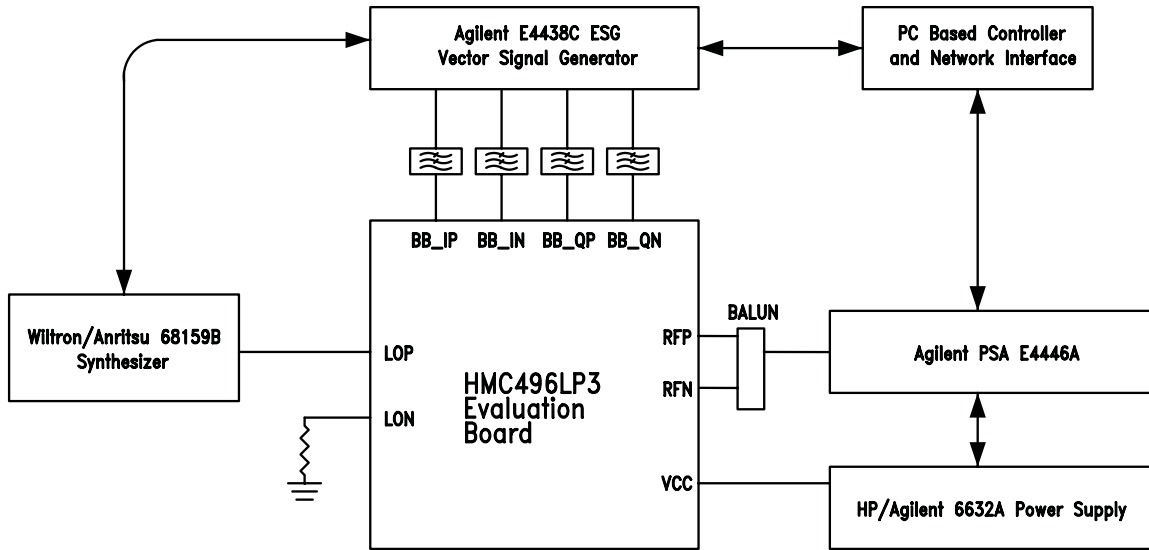 Agilent E4438C ESG
Vector Signal Generator
PC Based Controller
and Network Interface
BB_IP BB_IN BB_QP BB_QN
Wiltron/Anritsu 68159B
Synthesizer
LOP
LON
HMC496LP3
Evaluation
Board
RFP
RFN
VCC
BALUN
Agilent PSA E4446A
HP/Agilent 6632A Power Supply